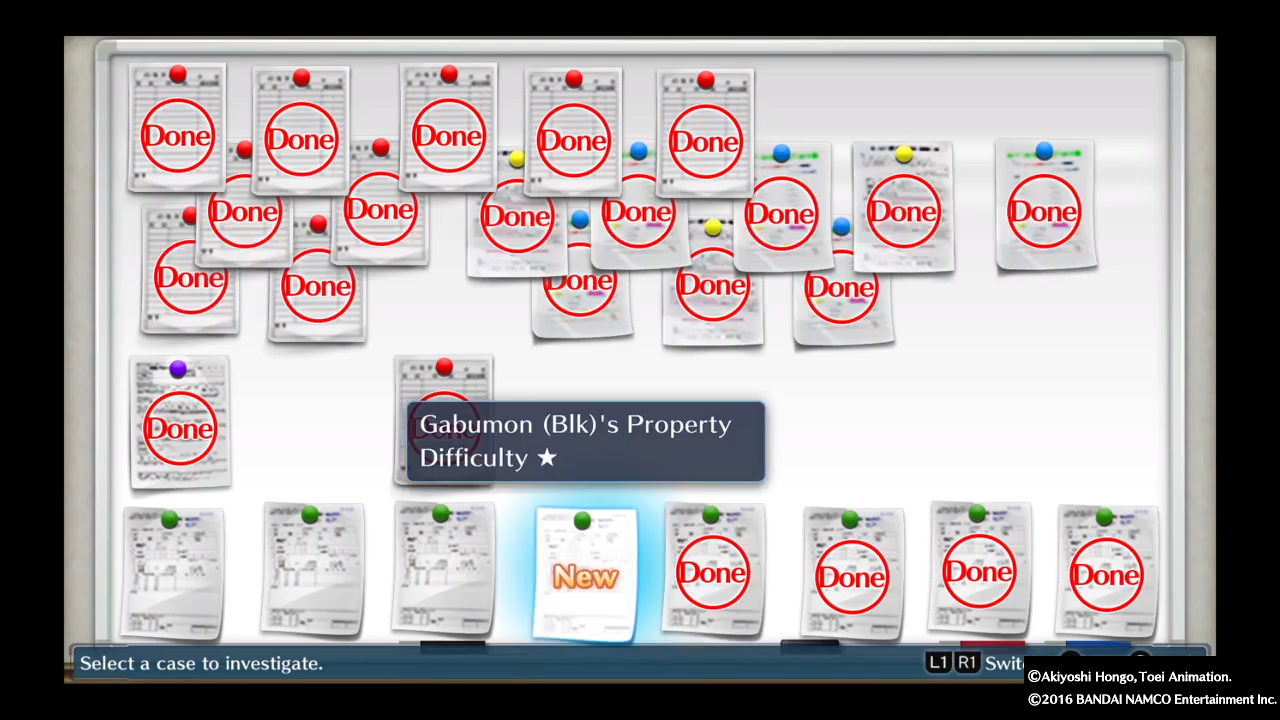 Done Done Done Done Done
Done Done Done Done Done Done Done
Done Done Done Done Done
Done Done
Gabumon (Blk)'s Property
Difficulty ★
New Done Done Done Done
Select a case to investigate.
L1 R1
©Akiyoshi Hongo, Toei Animation.
©2016 BANDAI NAMCO Entertainment Inc.